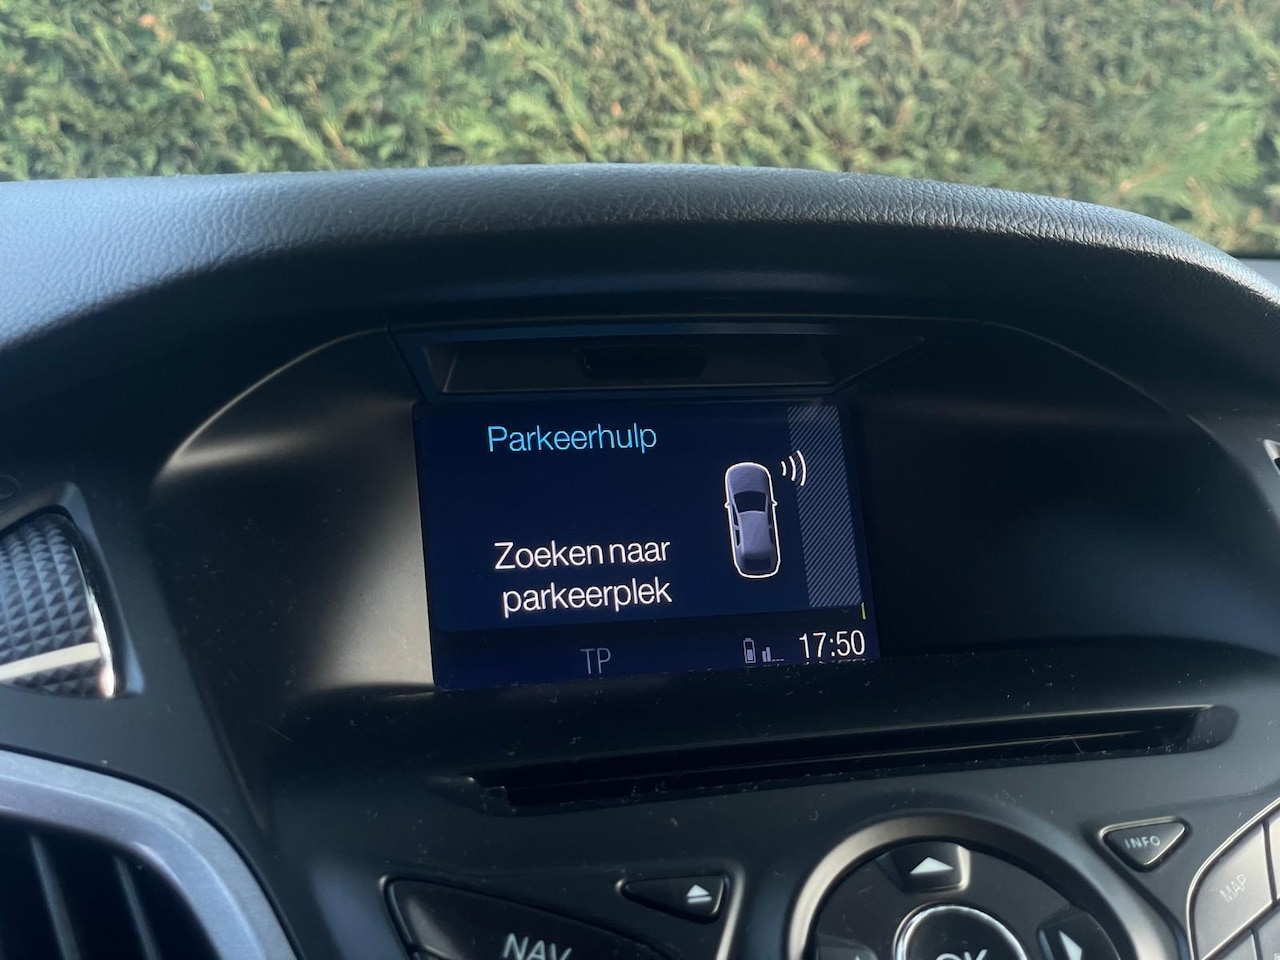 Parkeerhulp
Zoeken naar
parkeerplek
TP
17:50
INFO
MAP
NAV
OK